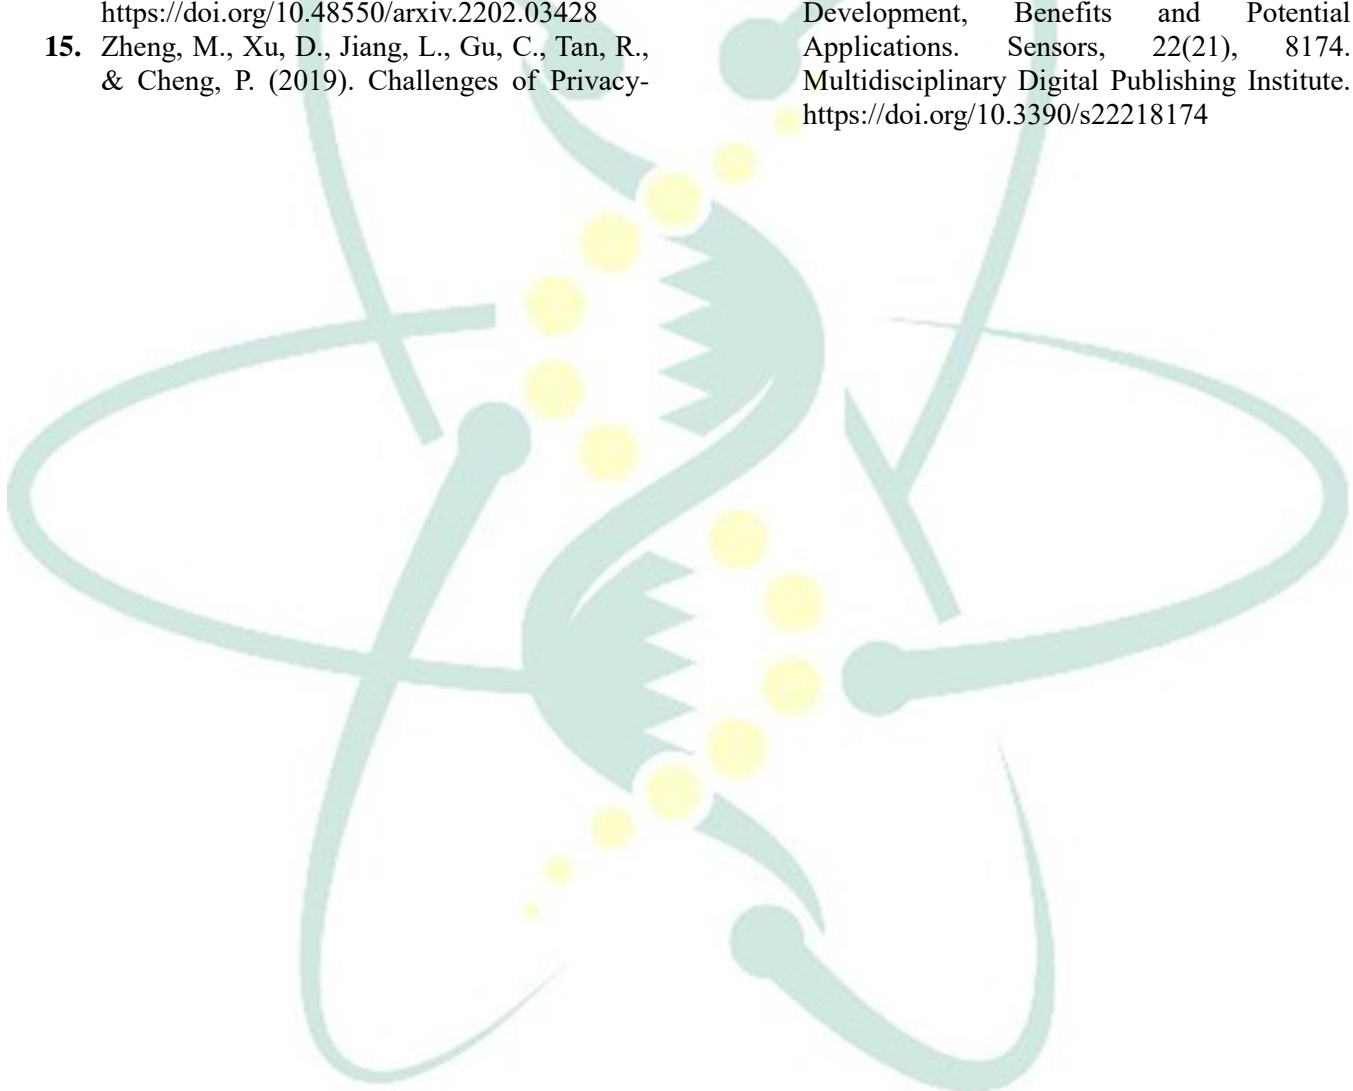 https://doi.org/10.48550/arxiv.2202.03428
15. Zheng, M., Xu, D., Jiang, L., Gu, C., Tan, R.,
& Cheng, P. (2019). Challenges of Privacy-
Development, Benefits and Potential
Applications. Sensors, 22(21), 8174.
Multidisciplinary Digital Publishing Institute.
https://doi.org/10.3390/s22218174